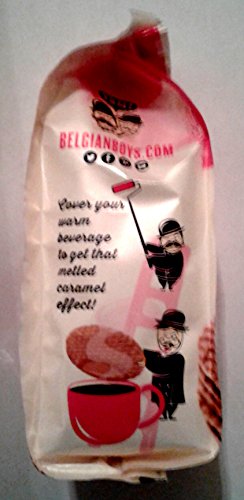 BELGIANBOYS.COM
Cover your
warm
beverage
to get that
melted
caramel
effect!